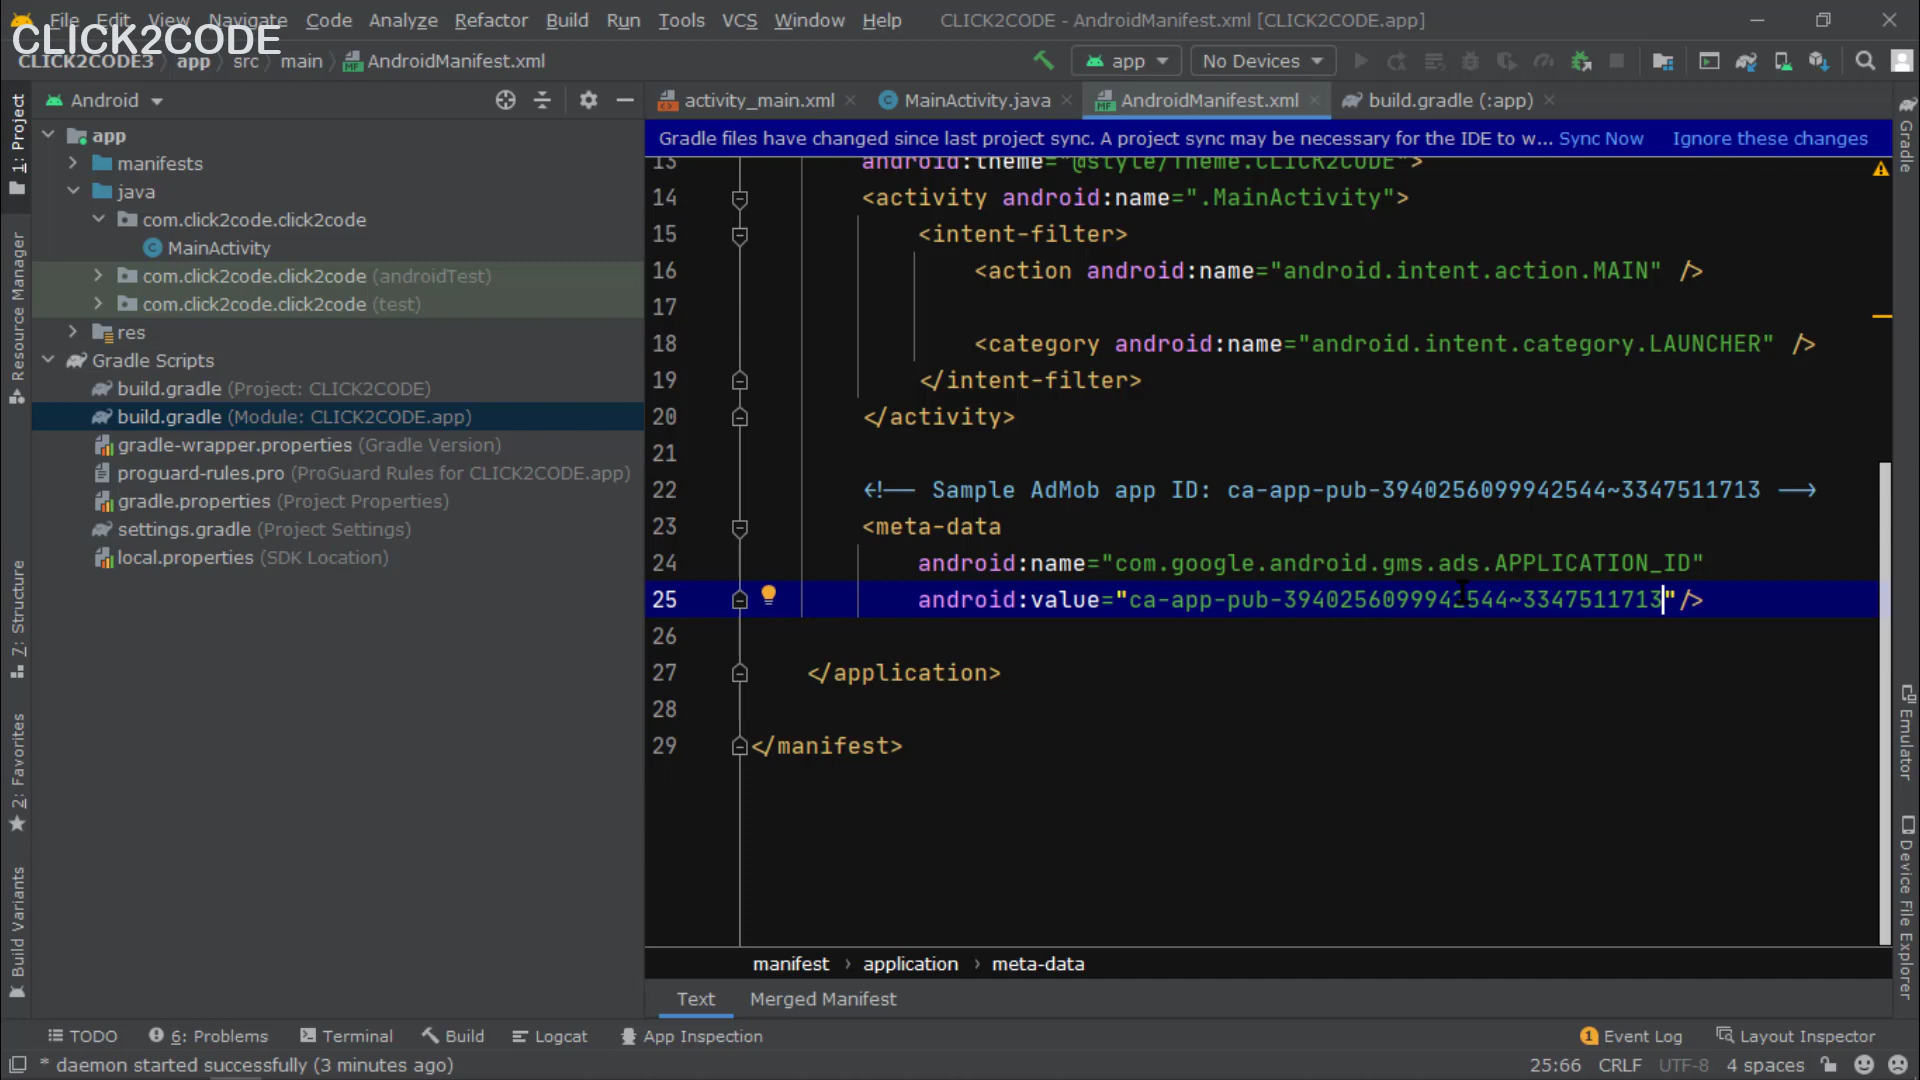 File Edit View Navigate Code Analyze Refactor Build Run Tools VCS Window Help CLICK2CODE - AndroidManifest.xml [CLICK2CODE.app]
CLICK2CODE
CLICK2CODE3 app src main AndroidManifest.xml app No Devices
Android
activity_main.xml MainActivity.java AndroidManifest.xml build.gradle (:app)
Gradle files have changed since last project sync. A project sync may be necessary for the IDE to w... Sync Now Ignore these changes
1: Project
Resource Manager
7: Structure
2: Favorites
Build Variants
app
manifests
java
com.click2code.click2code
MainActivity
com.click2code.click2code (androidTest)
com.click2code.click2code (test)
res
Gradle Scripts
build.gradle (Project: CLICK2CODE)
build.gradle (Module: CLICK2CODE.app)
gradle-wrapper.properties (Gradle Version)
proguard-rules.pro (ProGuard Rules for CLICK2CODE.app)
gradle.properties (Project Properties)
settings.gradle (Project Settings)
local.properties (SDK Location)
13 android:theme="@style/Theme.CLICK2CODE">
14 <activity android:name=".MainActivity">
15 <intent-filter>
16 <action android:name="android.intent.action.MAIN" />
17
18 <category android:name="android.intent.category.LAUNCHER" />
19 </intent-filter>
20 </activity>
21
22 <!-- Sample AdMob app ID: ca-app-pub-3940256099942544~3347511713 -->
23 <meta-data
24 android:name="com.google.android.gms.ads.APPLICATION_ID"
25 android:value="ca-app-pub-3940256099942544~3347511713"/>
26
27 </application>
28
29 </manifest>
Gradle
Emulator
Device File Explorer
manifest › application › meta-data
Text Merged Manifest
TODO 6: Problems Terminal Build Logcat App Inspection 1 Event Log Layout Inspector
* daemon started successfully (3 minutes ago) 25:66 CRLF UTF-8 4 spaces